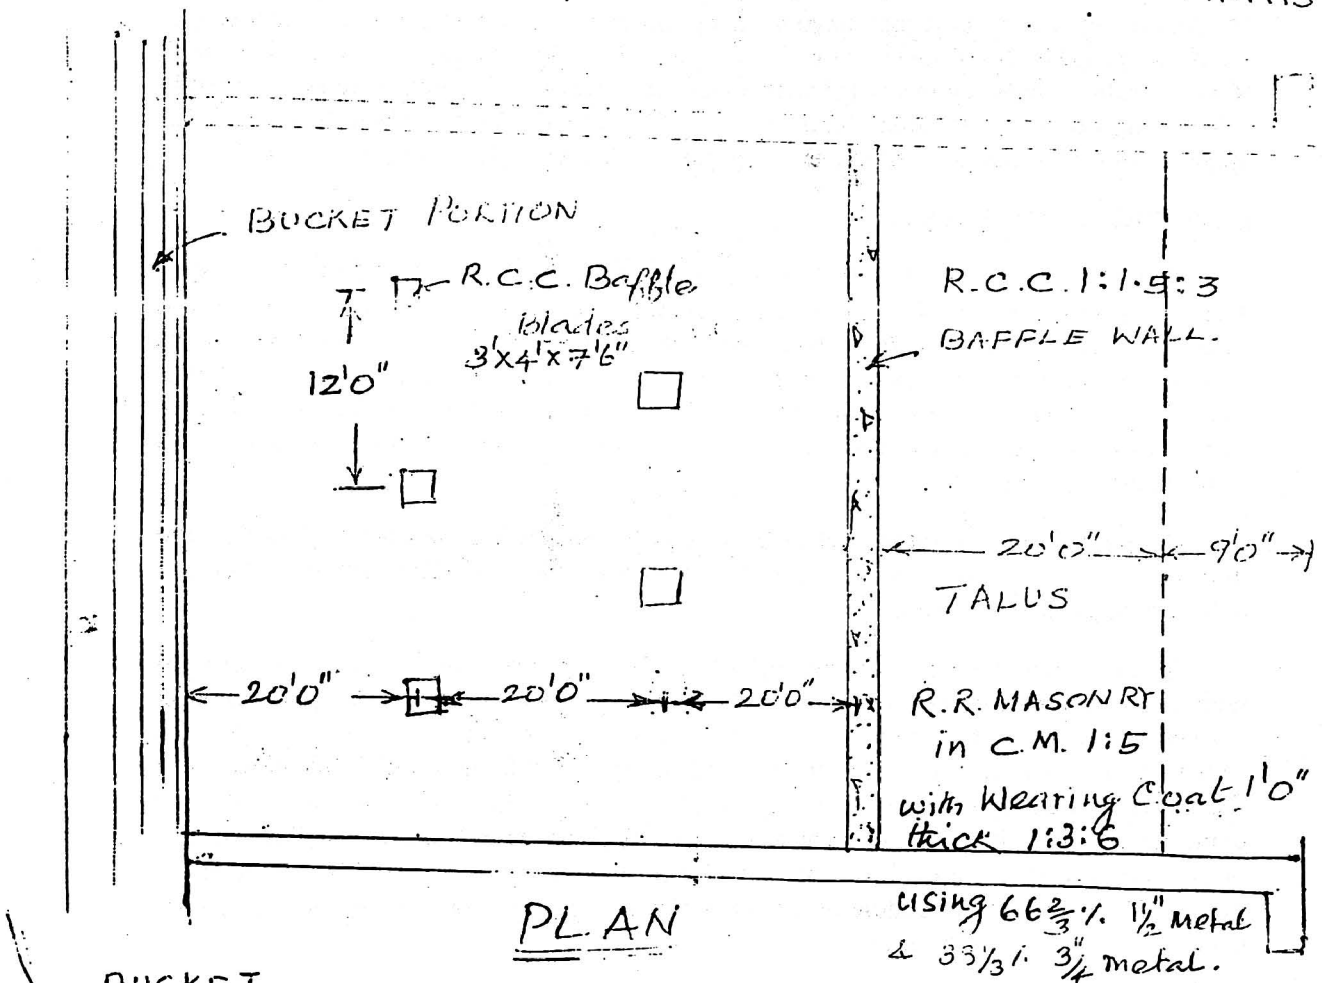 BUCKET PORTION
R.C.C. Baffle
Blades
3'x4'x7'6"
12'0"
R.C.C. 1:1.5:3
BAFFLE WALL.
20'0"
9'0"
TALUS
20'0"
20'0"
20'0"
R.R. MASONRY
in C.M. 1:5
with Wearing Coat 1'0"
thick 1:3:6
using 66⅔% 1½" Metal
& 33⅓% ¾" metal.
PLAN
BUCKET